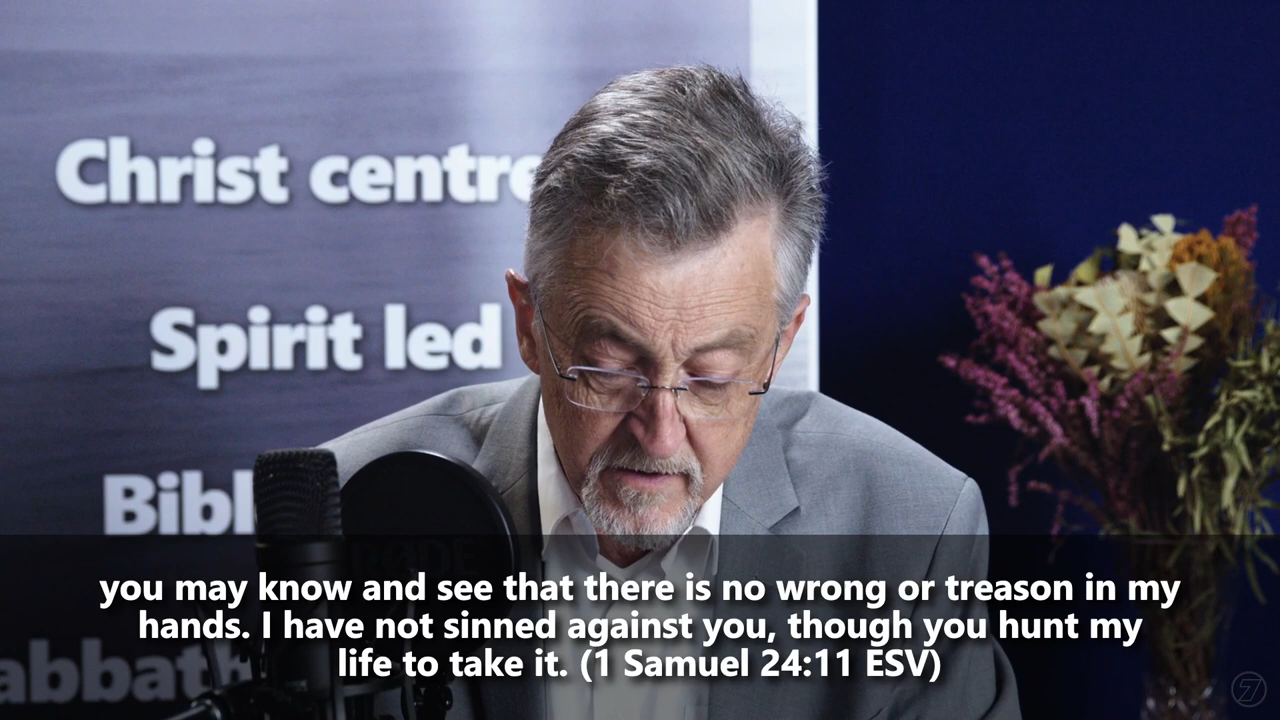 Christ centre
Spirit led
Bibl
abbath
you may know and see that there is no wrong or treason in my
hands. I have not sinned against you, though you hunt my
life to take it. (1 Samuel 24:11 ESV)